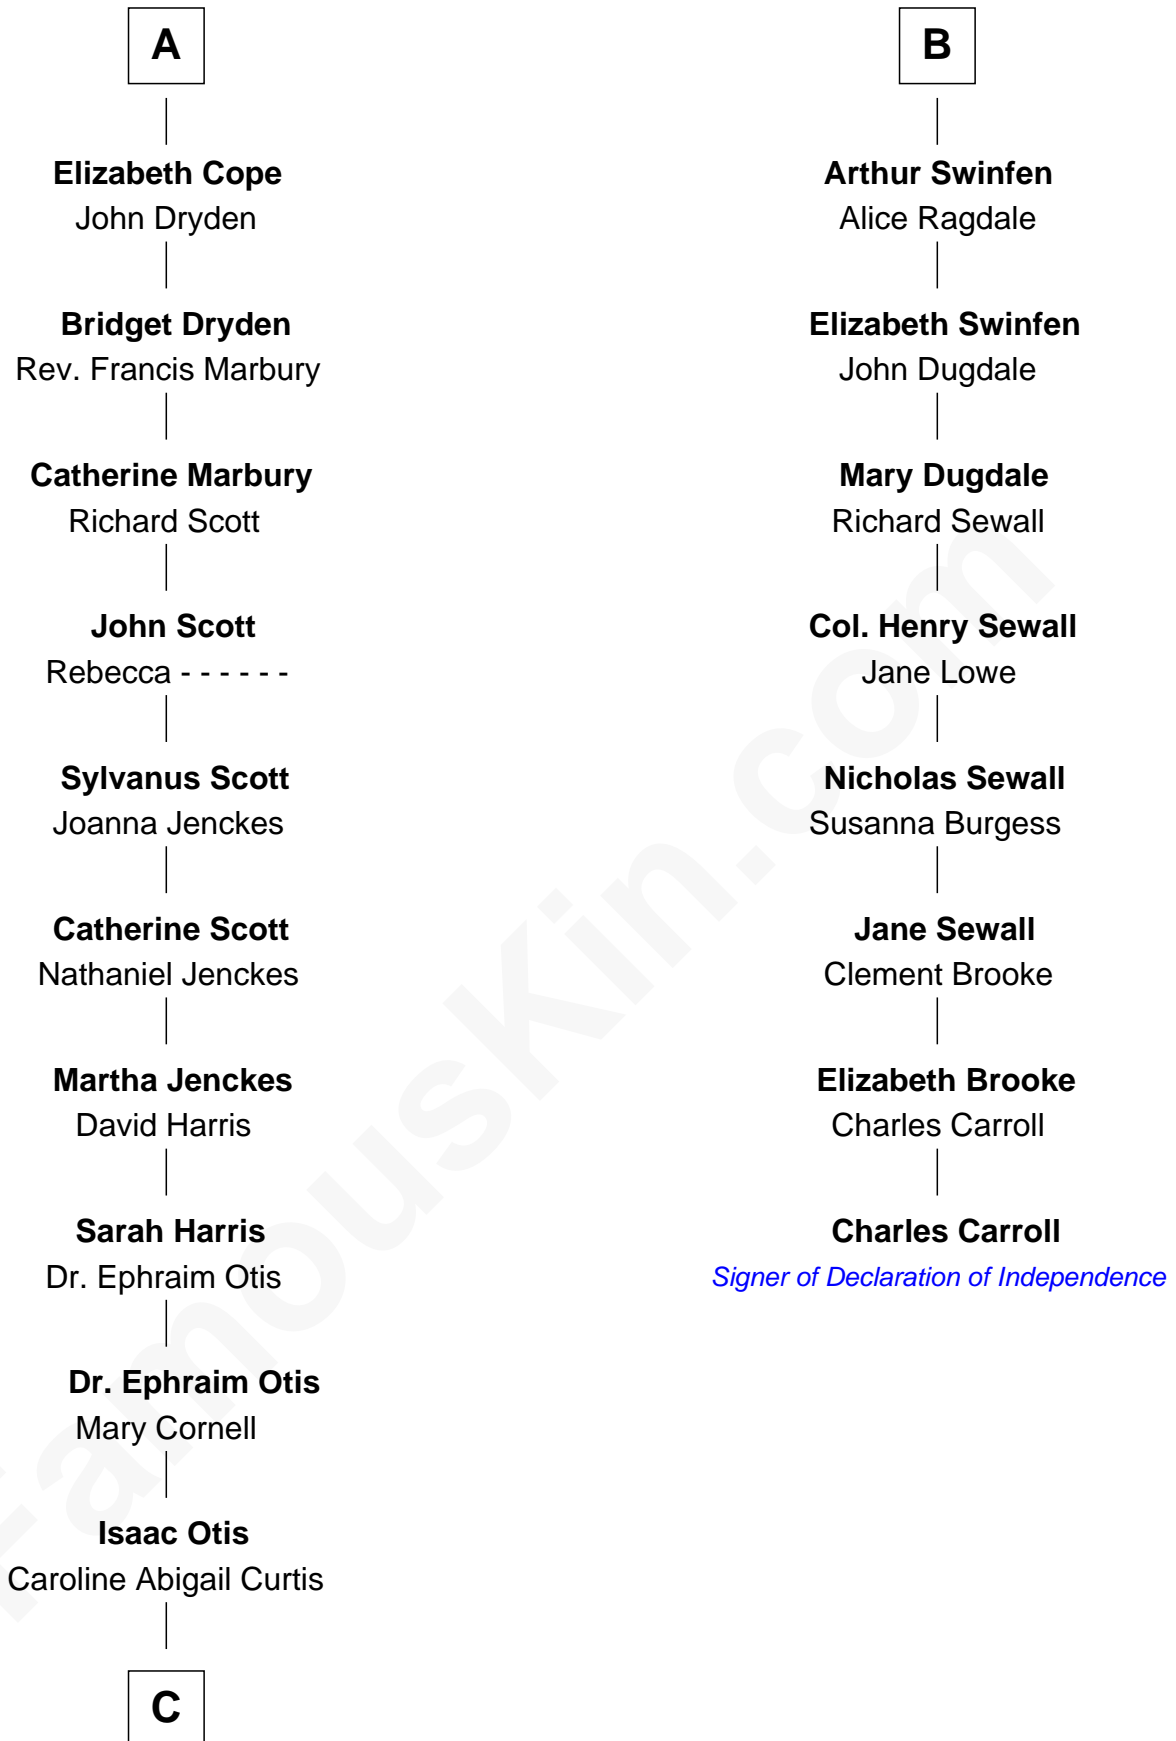 A
Elizabeth Cope
John Dryden
Bridget Dryden
Rev. Francis Marbury
Catherine Marbury
Richard Scott
John Scott
Rebecca - - - - - -
Sylvanus Scott
Joanna Jenckes
Catherine Scott
Nathaniel Jenckes
Martha Jenckes
David Harris
Sarah Harris
Dr. Ephraim Otis
Dr. Ephraim Otis
Mary Cornell
Isaac Otis
Caroline Abigail Curtis
C
B
Arthur Swinfen
Alice Ragdale
Elizabeth Swinfen
John Dugdale
Mary Dugdale
Richard Sewall
Col. Henry Sewall
Jane Lowe
Nicholas Sewall
Susanna Burgess
Jane Sewall
Clement Brooke
Elizabeth Brooke
Charles Carroll
Charles Carroll
Signer of Declaration of Independence
FamousKin.com